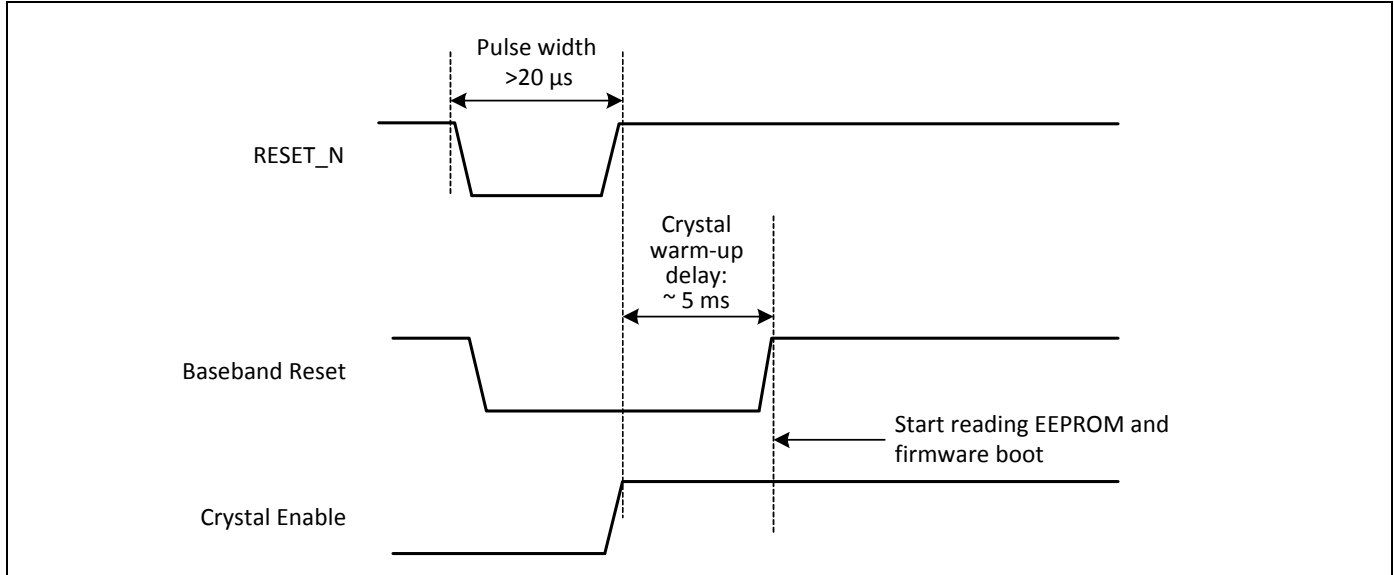 Pulse width
>20 µs
RESET_N
Crystal
warm-up
delay:
~ 5 ms
Baseband Reset
Start reading EEPROM and
firmware boot
Crystal Enable